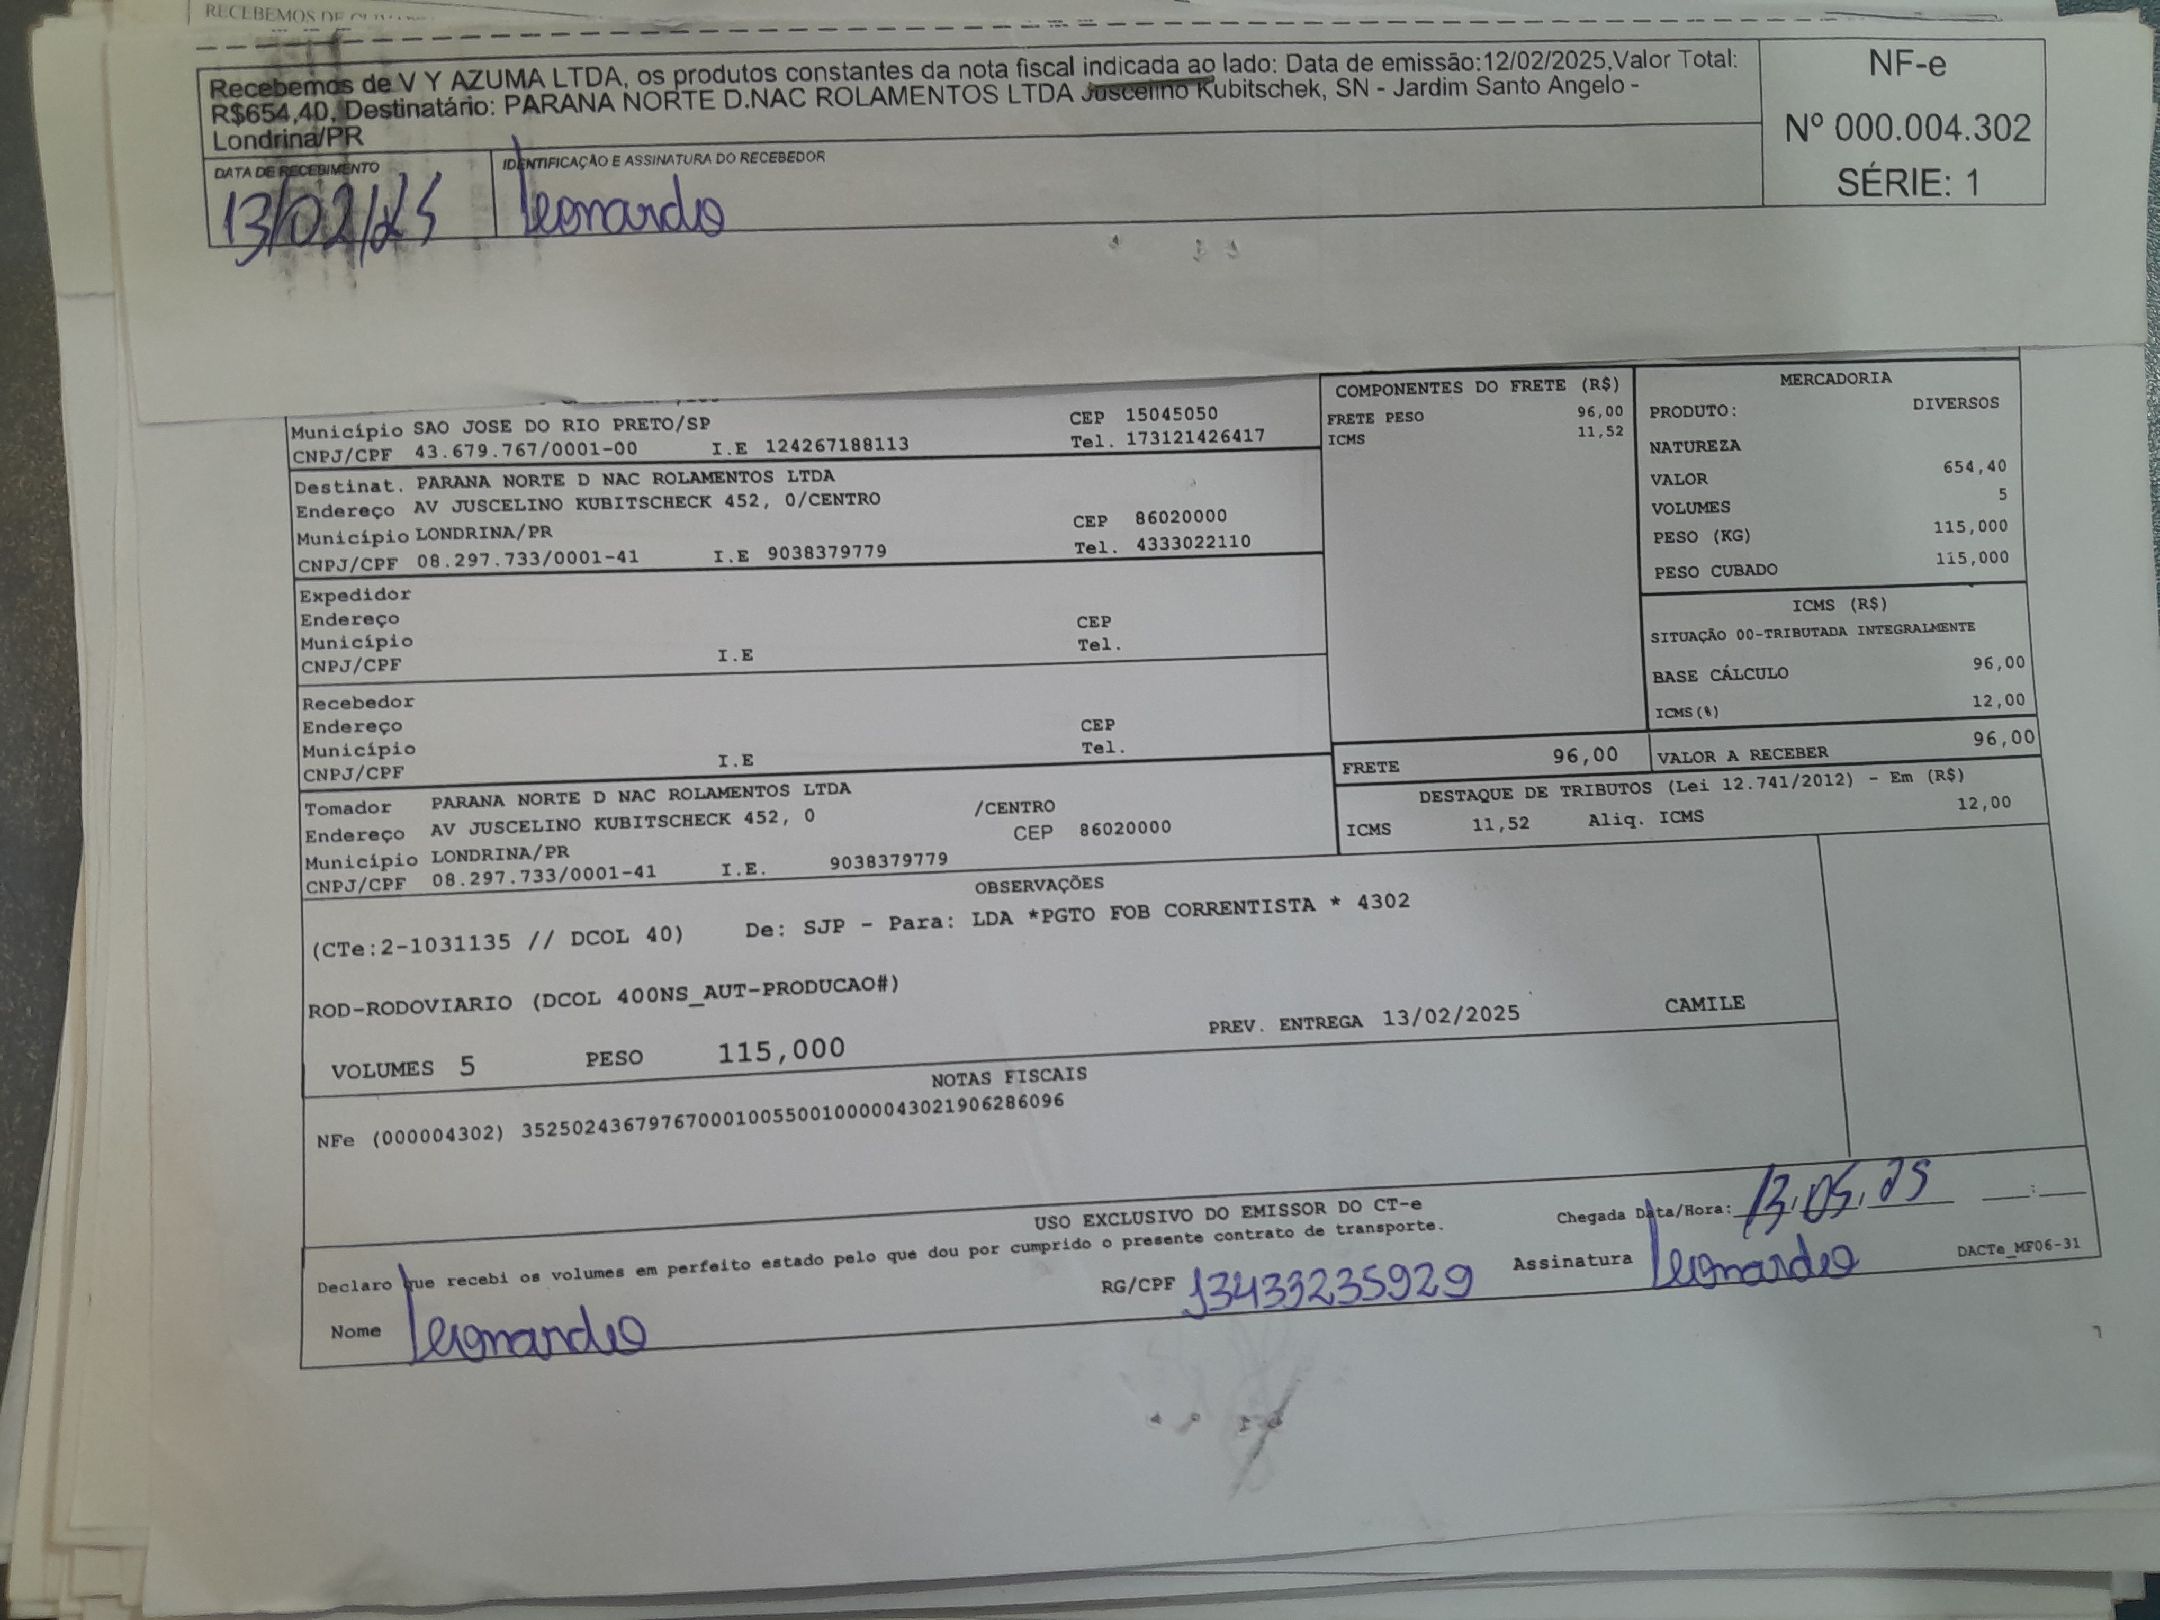 RECEBEMOS DE
Recebemos de V Y AZUMA LTDA, os produtos constantes da nota fiscal indicada ao lado: Data de emissão:12/02/2025,Valor Total:
R$654,40, Destinatário: PARANA NORTE D.NAC ROLAMENTOS LTDA Juscelino Kubitschek, SN - Jardim Santo Angelo -
Londrina/PR
NF-e
Nº 000.004.302
SÉRIE: 1
DATA DE RECEBIMENTO
13/02/25
IDENTIFICAÇÃO E ASSINATURA DO RECEBEDOR
Leonardo
Município SAO JOSE DO RIO PRETO/SP CEP 15045050
CNPJ/CPF 43.679.767/0001-00 I.E 124267188113 Tel. 173121426417
Destinat. PARANA NORTE D NAC ROLAMENTOS LTDA
Endereço AV JUSCELINO KUBITSCHECK 452, 0/CENTRO
Município LONDRINA/PR CEP 86020000
CNPJ/CPF 08.297.733/0001-41 I.E 9038379779 Tel. 4333022110
Expedidor
Endereço
Município CEP
CNPJ/CPF I.E Tel.
Recebedor
Endereço
Município CEP
CNPJ/CPF I.E Tel.
Tomador PARANA NORTE D NAC ROLAMENTOS LTDA
Endereço AV JUSCELINO KUBITSCHECK 452, 0 /CENTRO
Município LONDRINA/PR CEP 86020000
CNPJ/CPF 08.297.733/0001-41 I.E. 9038379779
COMPONENTES DO FRETE (R$)
FRETE PESO 96,00
ICMS 11,52
MERCADORIA
PRODUTO: DIVERSOS
NATUREZA
VALOR 654,40
VOLUMES 5
PESO (KG) 115,000
PESO CUBADO 115,000
ICMS (R$)
SITUAÇÃO 00-TRIBUTADA INTEGRALMENTE
BASE CÁLCULO 96,00
ICMS(%) 12,00
FRETE 96,00 VALOR A RECEBER 96,00
DESTAQUE DE TRIBUTOS (Lei 12.741/2012) - Em (R$)
ICMS 11,52 Aliq. ICMS 12,00
OBSERVAÇÕES
(CTe:2-1031135 // DCOL 40) De: SJP - Para: LDA *PGTO FOB CORRENTISTA * 4302
ROD-RODOVIARIO (DCOL 400NS_AUT-PRODUCAO#)
VOLUMES 5 PESO 115,000 PREV. ENTREGA 13/02/2025 CAMILE
NOTAS FISCAIS
NFe (000004302) 35250243679767000100550010000043021906286096
USO EXCLUSIVO DO EMISSOR DO CT-e
Declaro que recebi os volumes em perfeito estado pelo que dou por cumprido o presente contrato de transporte.
Chegada Data/Hora: 13.05.25 __:__
Nome Leonardo RG/CPF 13433235929 Assinatura Leonardo
DACTe_MF06-31